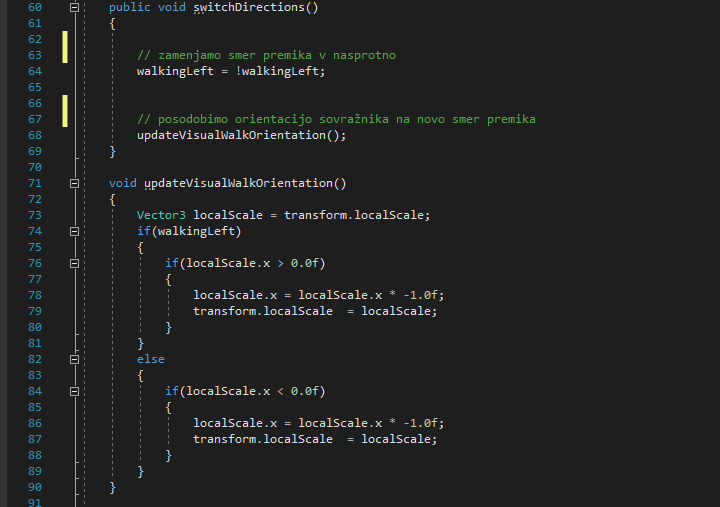 60 public void switchDirections()
61 {
62
63 // zamenjamo smer premika v nasprotno
64 walkingLeft = !walkingLeft;
65
66
67 // posodobimo orientacijo sovražnika na novo smer premika
68 updateVisualWalkOrientation();
69 }
70
71 void updateVisualWalkOrientation()
72 {
73 Vector3 localScale = transform.localScale;
74 if(walkingLeft)
75 {
76 if(localScale.x > 0.0f)
77 {
78 localScale.x = localScale.x * -1.0f;
79 transform.localScale  = localScale;
80 }
81 }
82 else
83 {
84 if(localScale.x < 0.0f)
85 {
86 localScale.x = localScale.x * -1.0f;
87 transform.localScale  = localScale;
88 }
89 }
90 }
91